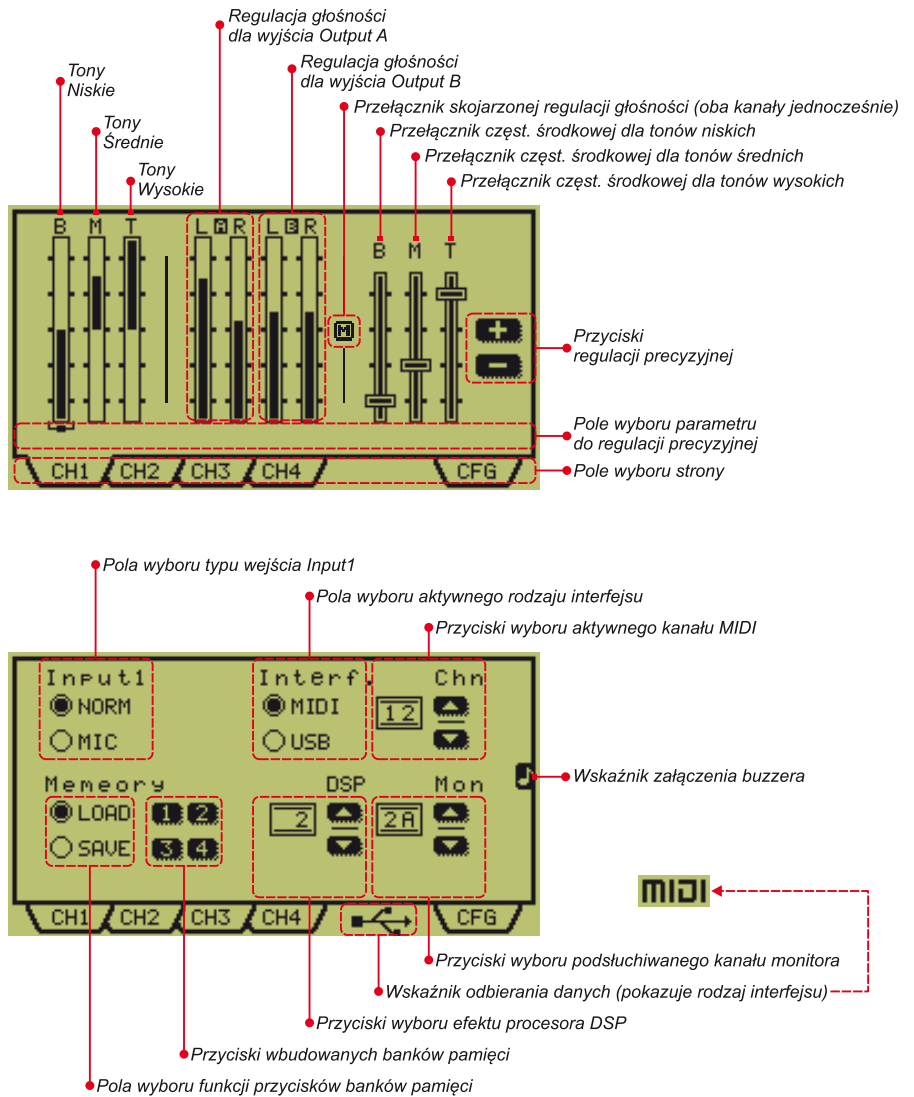 Regulacja głośności
dla wyjścia Output A
Regulacja głośności
dla wyjścia Output B
Tony
Niskie
Przełącznik skojarzonej regulacji głośności (oba kanały jednocześnie)
Tony
Średnie
Przełącznik częst. środkowej dla tonów niskich
Przełącznik częst. środkowej dla tonów średnich
Tony
Wysokie
Przełącznik częst. środkowej dla tonów wysokich
B M T L A R L B R
B M T
M
+
Przyciski
regulacji precyzyjnej
-
Pole wyboru parametru
do regulacji precyzyjnej
CH1 CH2 CH3 CH4 CFG
Pole wyboru strony
Pola wyboru typu wejścia Input1
Pola wyboru aktywnego rodzaju interfejsu
Przyciski wyboru aktywnego kanału MIDI
Input1 Interf. Chn
NORM MIDI 12
MIC USB
Wskaźnik załączenia buzzera
Memeory DSP Mon
LOAD 1 2 2 2A
SAVE 3 4
MIDI
CH1 CH2 CH3 CH4 CFG
Przyciski wyboru podsłuchiwanego kanału monitora
Wskaźnik odbierania danych (pokazuje rodzaj interfejsu)
Przyciski wyboru efektu procesora DSP
Przyciski wbudowanych banków pamięci
Pola wyboru funkcji przycisków banków pamięci